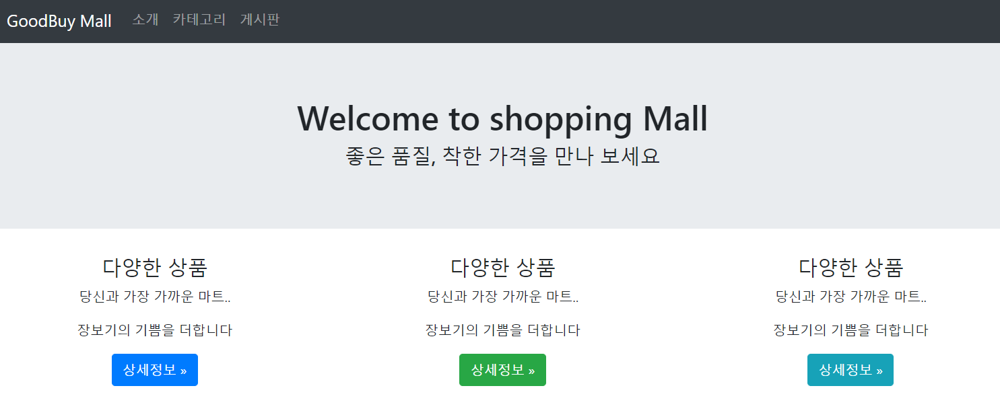 GoodBuy Mall 소개 카테고리 게시판
Welcome to shopping Mall
좋은 품질, 착한 가격을 만나 보세요
다양한 상품
당신과 가장 가까운 마트..
장보기의 기쁨을 더합니다
상세정보 »
다양한 상품
당신과 가장 가까운 마트..
장보기의 기쁨을 더합니다
상세정보 »
다양한 상품
당신과 가장 가까운 마트..
장보기의 기쁨을 더합니다
상세정보 »